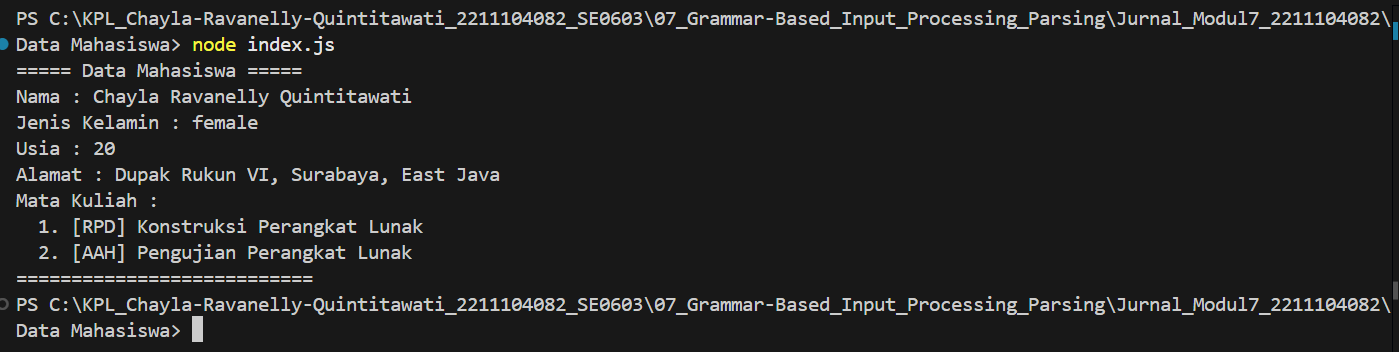 PS C:\KPL_Chayla-Ravanelly-Quintitawati_2211104082_SE0603\07_Grammar-Based_Input_Processing_Parsing\Jurnal_Modul7_2211104082\
Data Mahasiswa> node index.js
===== Data Mahasiswa =====
Nama : Chayla Ravanelly Quintitawati
Jenis Kelamin : female
Usia : 20
Alamat : Dupak Rukun VI, Surabaya, East Java
Mata Kuliah :
  1. [RPD] Konstruksi Perangkat Lunak
  2. [AAH] Pengujian Perangkat Lunak
===========================
PS C:\KPL_Chayla-Ravanelly-Quintitawati_2211104082_SE0603\07_Grammar-Based_Input_Processing_Parsing\Jurnal_Modul7_2211104082\
Data Mahasiswa>